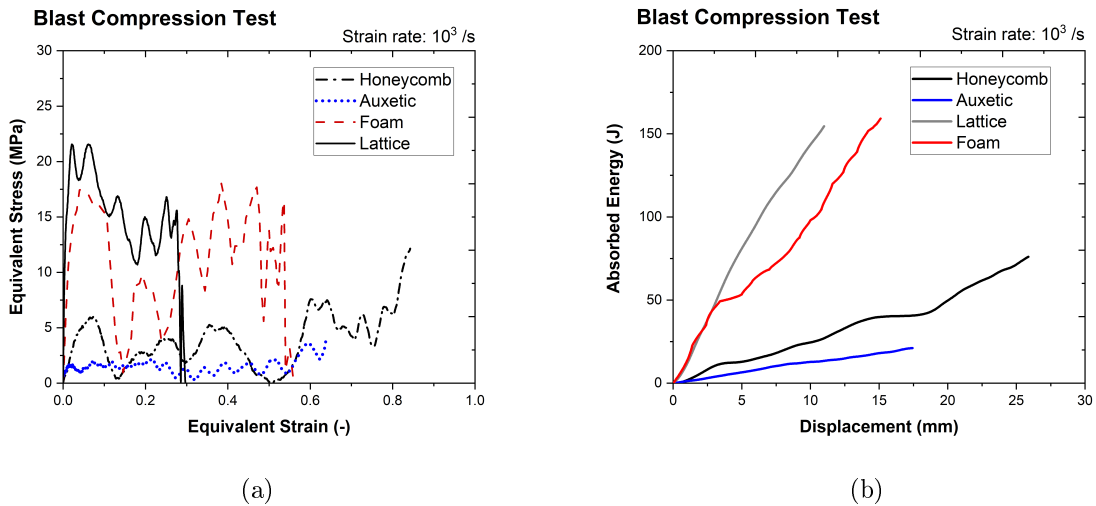 Blast Compression Test
Strain rate: 10³ /s
30
25
20
15
10
5
0
0.0 0.2 0.4 0.6 0.8 1.0
Equivalent Stress (MPa)
Equivalent Strain (-)
Honeycomb
Auxetic
Foam
Lattice
(a)
Blast Compression Test
Strain rate: 10³ /s
200
150
100
50
0
0 5 10 15 20 25 30
Absorbed Energy (J)
Displacement (mm)
Honeycomb
Auxetic
Lattice
Foam
(b)